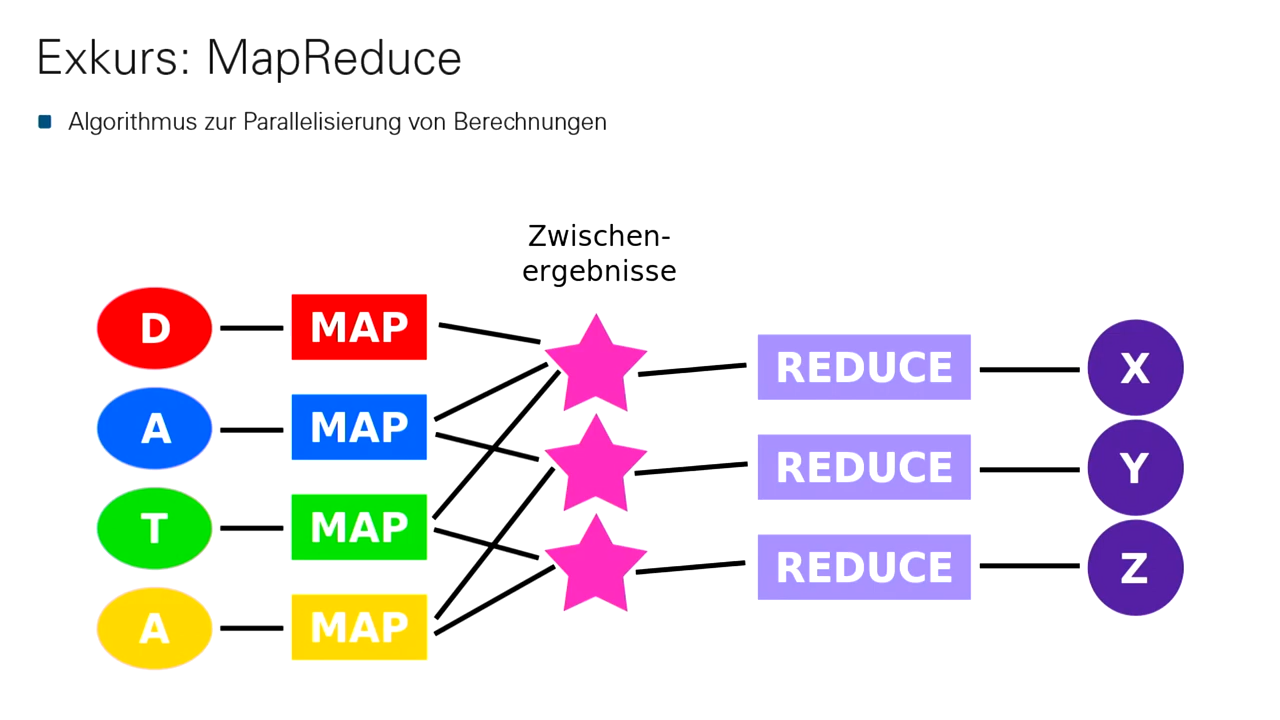 Exkurs: MapReduce
Algorithmus zur Parallelisierung von Berechnungen
Zwischen-
ergebnisse
D MAP
A MAP
T MAP
A MAP
REDUCE X
REDUCE Y
REDUCE Z